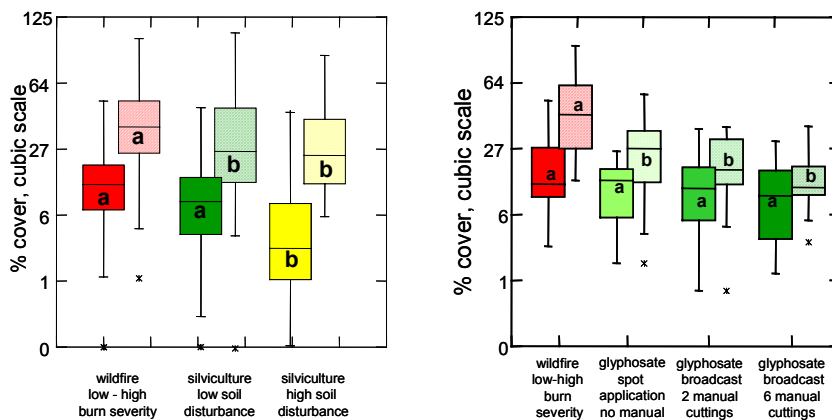 125
64
27
6
1
0
% cover, cubic scale
a
a
a
b
b
b
wildfire
low - high
burn severity
silviculture
low soil
disturbance
silviculture
high soil
disturbance
125
64
27
6
1
0
% cover, cubic scale
a
a
a
b
a
b
a
b
wildfire
low-high
burn
severity
glyphosate
spot
application
no manual
glyphosate
broadcast
2 manual
cuttings
glyphosate
broadcast
6 manual
cuttings